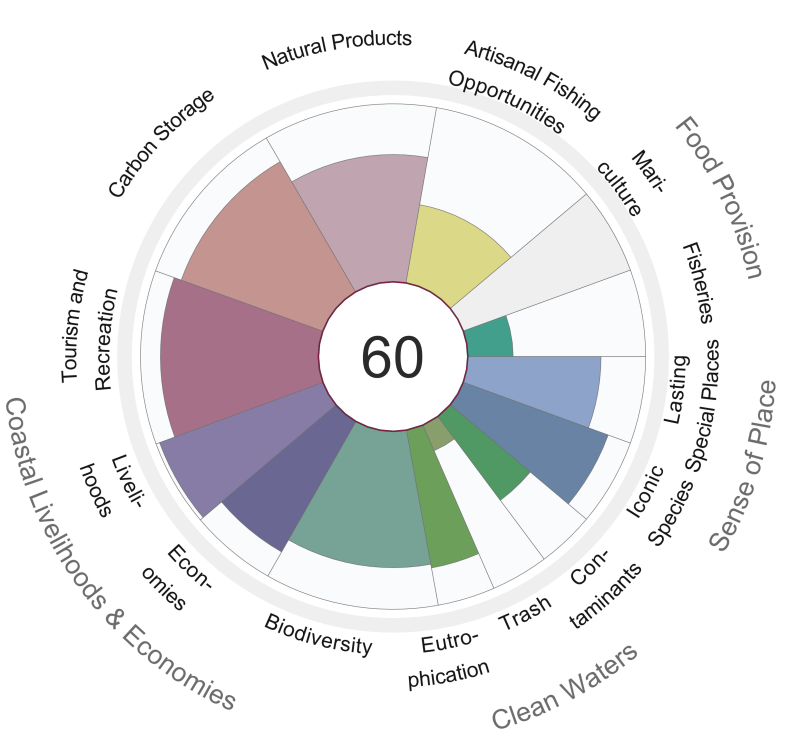 Natural Products
Artisanal Fishing
Opportunities
Mari-
culture
Food Provision
Fisheries
Lasting
Special Places
Sense of Place
Iconic
Species
Con-
taminants
Clean Waters
Trash
Eutro-
phication
Biodiversity
Econ-
omies
Liveli-
hoods
Coastal Livelihoods & Economies
Tourism and
Recreation
Carbon Storage
60